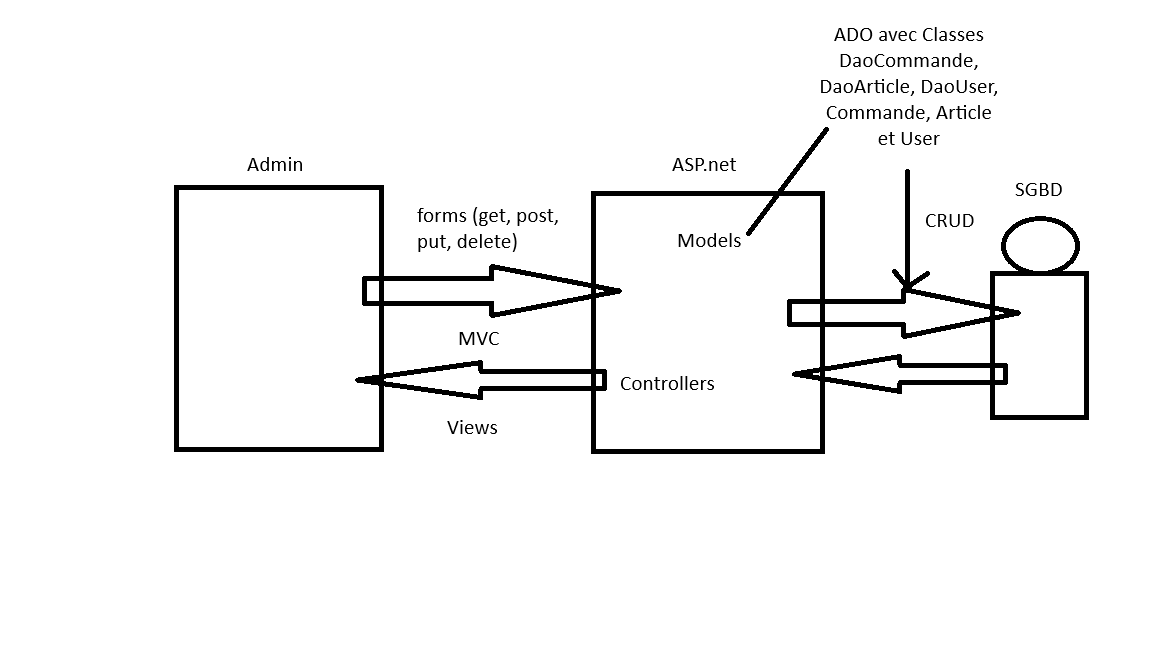 ADO avec Classes
DaoCommande,
DaoArticle, DaoUser,
Commande, Article
et User
Admin
ASP.net
SGBD
forms (get, post,
put, delete)
CRUD
Models
MVC
Controllers
Views